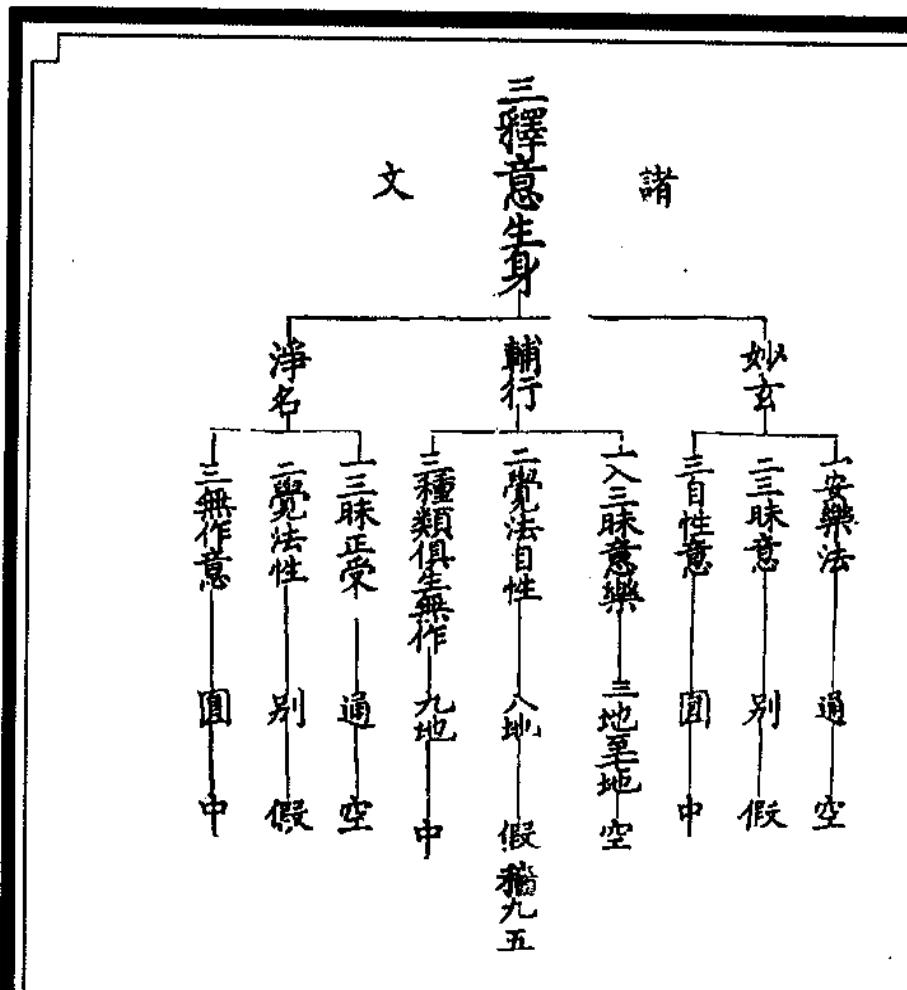 諸
三釋意生身
文
妙玄
一安樂法 通 空
二三昧意 別 假
三自性意 圓 中
輔行
一入三昧意樂 三地至地 空
二覺法自性 八地 假 九五
三種類俱生無作 九地 中
淨名
一三昧正受 通 空
二覺法性 別 假
三無作意 圓 中